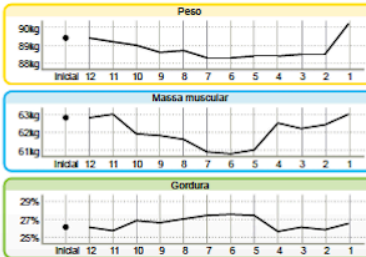 Peso
90kg
89kg
88kg
Inicial 12 11 10 9 8 7 6 5 4 3 2 1
Massa muscular
63kg
62kg
61kg
Inicial 12 11 10 9 8 7 6 5 4 3 2 1
Gordura
29%
27%
25%
Inicial 12 11 10 9 8 7 6 5 4 3 2 1